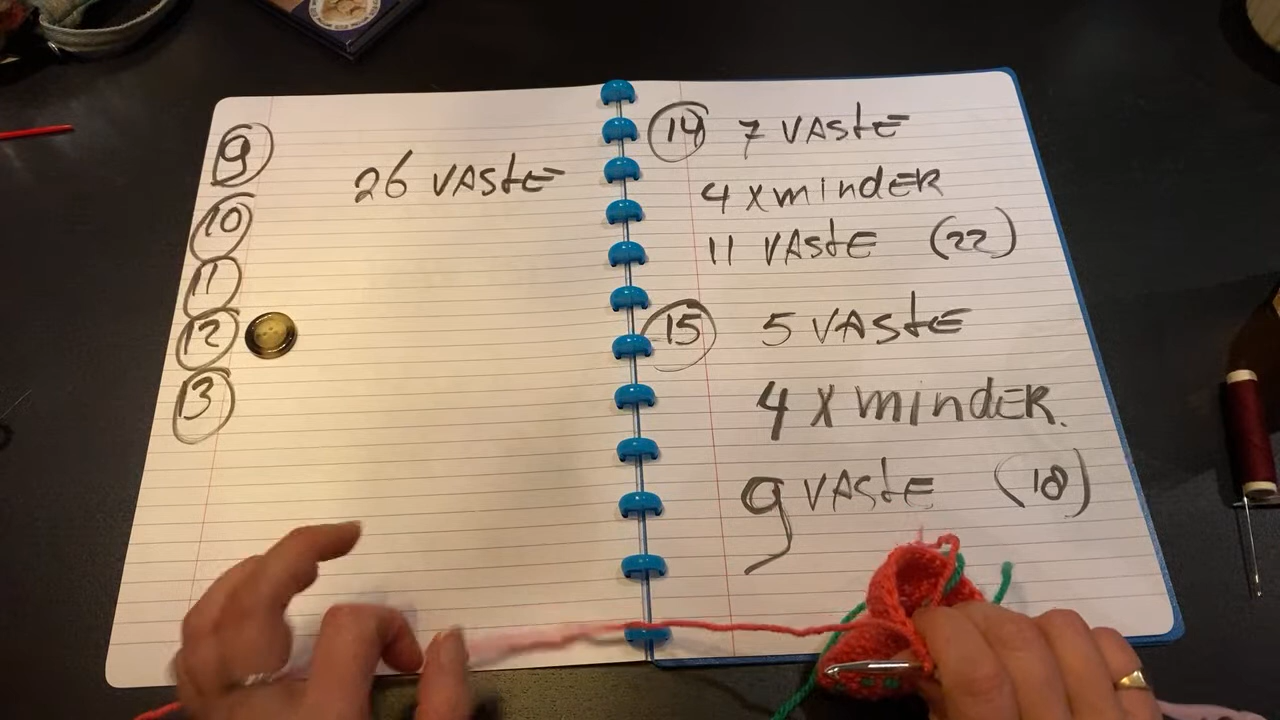 9
26 VASTE
10
11
12
13
14 7 VASTE
4 x minder
11 VASTE (22)
15 5 VASTE
4 x minder.
9 VASTE (18)